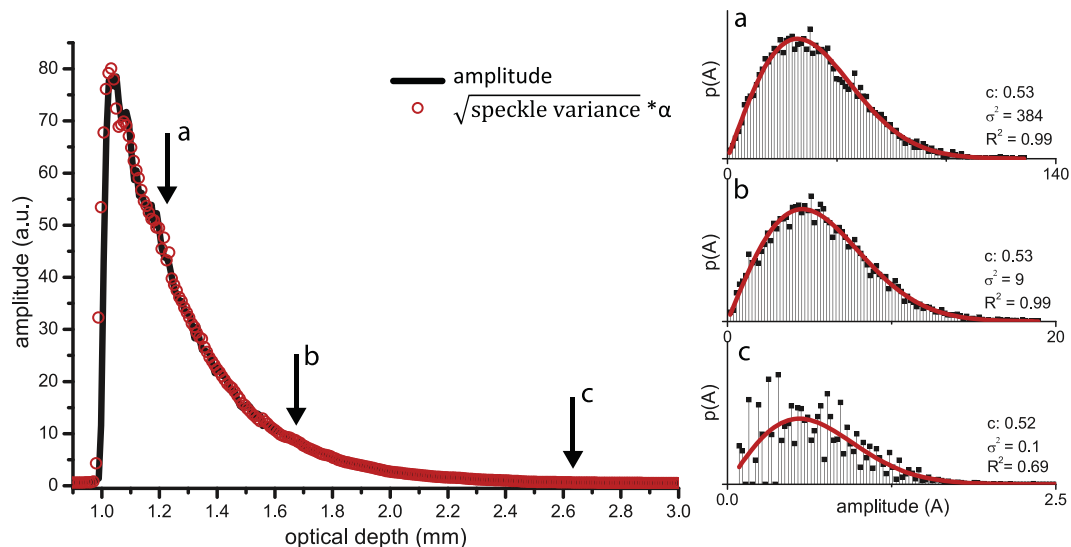 amplitude
√speckle variance *α
a
b
c
80
70
60
50
40
30
20
10
0
amplitude (a.u.)
1.0 1.2 1.4 1.6 1.8 2.0 2.2 2.4 2.6 2.8 3.0
optical depth (mm)
a
p(A)
c: 0.53
σ² = 384
R² = 0.99
0 140
b
p(A)
c: 0.53
σ² = 9
R² = 0.99
0 20
c
p(A)
c: 0.52
σ² = 0.1
R² = 0.69
0.0 amplitude (A) 2.5